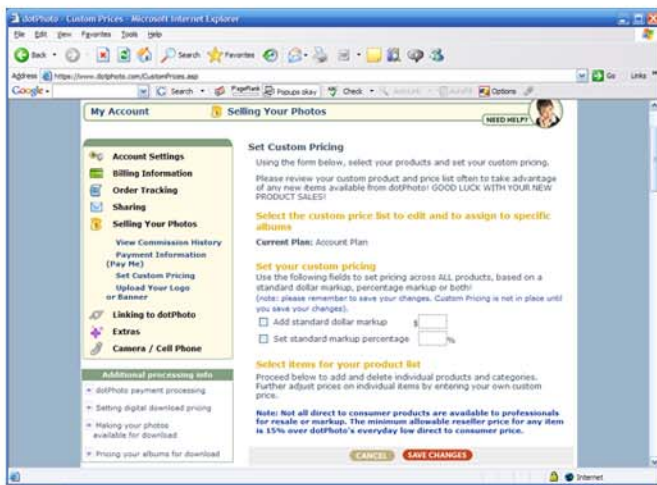 dotPhoto - Custom Prices - Microsoft Internet Explorer
File Edit View Favorites Tools Help
Back Search Favorites
Address https://www.dotphoto.com/CustomPrices.asp Go Links
Google Search PageRank Popups okay Check AutoLink AutoFill Options
My Account Selling Your Photos NEED HELP?
Account Settings
Billing Information
Order Tracking
Sharing
Selling Your Photos
View Commission History
Payment Information
(Pay Me)
Set Custom Pricing
Upload Your Logo
or Banner
Linking to dotPhoto
Extras
Camera / Cell Phone
Additional processing info
dotPhoto payment processing
Setting digital download pricing
Making your photos
available for download
Pricing your albums for download
Set Custom Pricing
Using the form below, select your products and set your custom pricing.
Please review your custom product and price list often to take advantage
of any new items available from dotPhoto! GOOD LUCK WITH YOUR NEW
PRODUCT SALES!
Select the custom price list to edit and to assign to specific
albums
Current Plan: Account Plan
Set your custom pricing
Use the following fields to set pricing across ALL products, based on a
standard dollar markup, percentage markup or both!
(note: please remember to save your changes. Custom Pricing is not in place until
you save your changes).
Add standard dollar markup $
Set standard markup percentage %
Select items for your product list
Proceed below to add and delete individual products and categories.
Further adjust prices on individual items by entering your own custom
price.
Note: Not all direct to consumer products are available to professionals
for resale or markup. The minimum allowable reseller price for any item
is 15% over dotPhoto's everyday low direct to consumer price.
CANCEL SAVE CHANGES
Internet